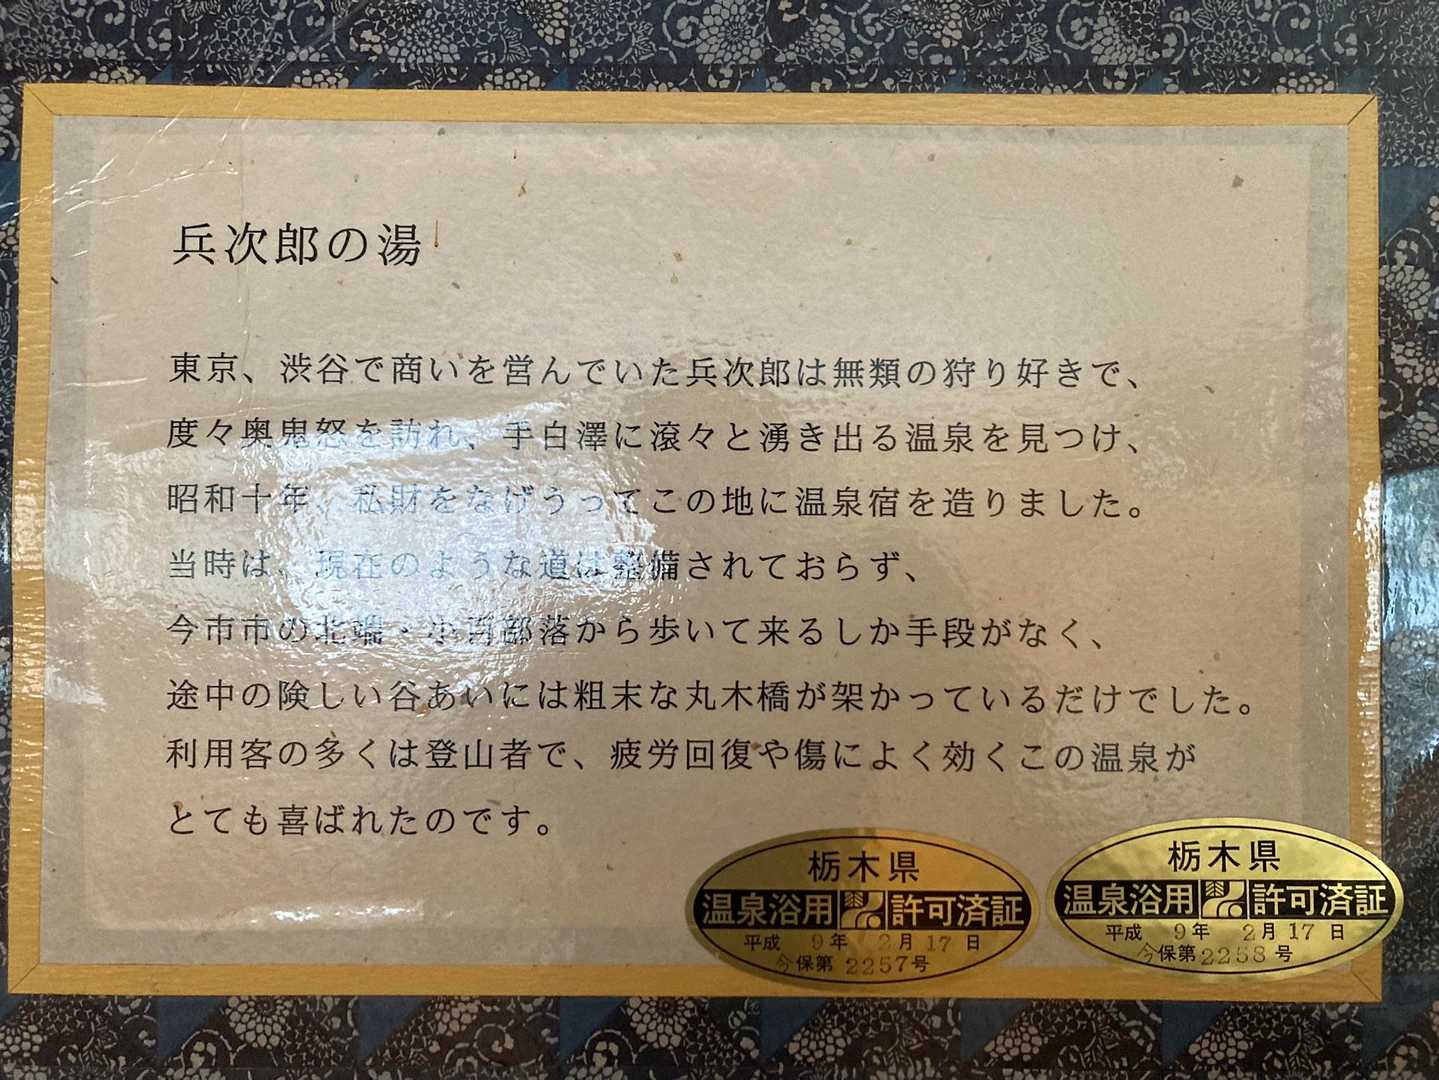 兵次郎の湯
東京、渋谷で商いを営んでいた兵次郎は無類の狩り好きで、
度々奥鬼怒を訪れ、手白澤に滾々と湧き出る温泉を見つけ、
昭和十年、私財をなげうってこの地に温泉宿を造りました。
当時は、現在のような道は整備されておらず、
今市市の北端・小百部落から歩いて来るしか手段がなく、
途中の険しい谷あいには粗末な丸木橋が架かっているだけでした。
利用客の多くは登山者で、疲労回復や傷によく効くこの温泉が
とても喜ばれたのです。
栃木県
温泉浴用 許可済証
平成 9年 2月 17 日
今保第 2257号
栃木県
温泉浴用 許可済証
平成 9年 2月 17 日
今保第 2258 号